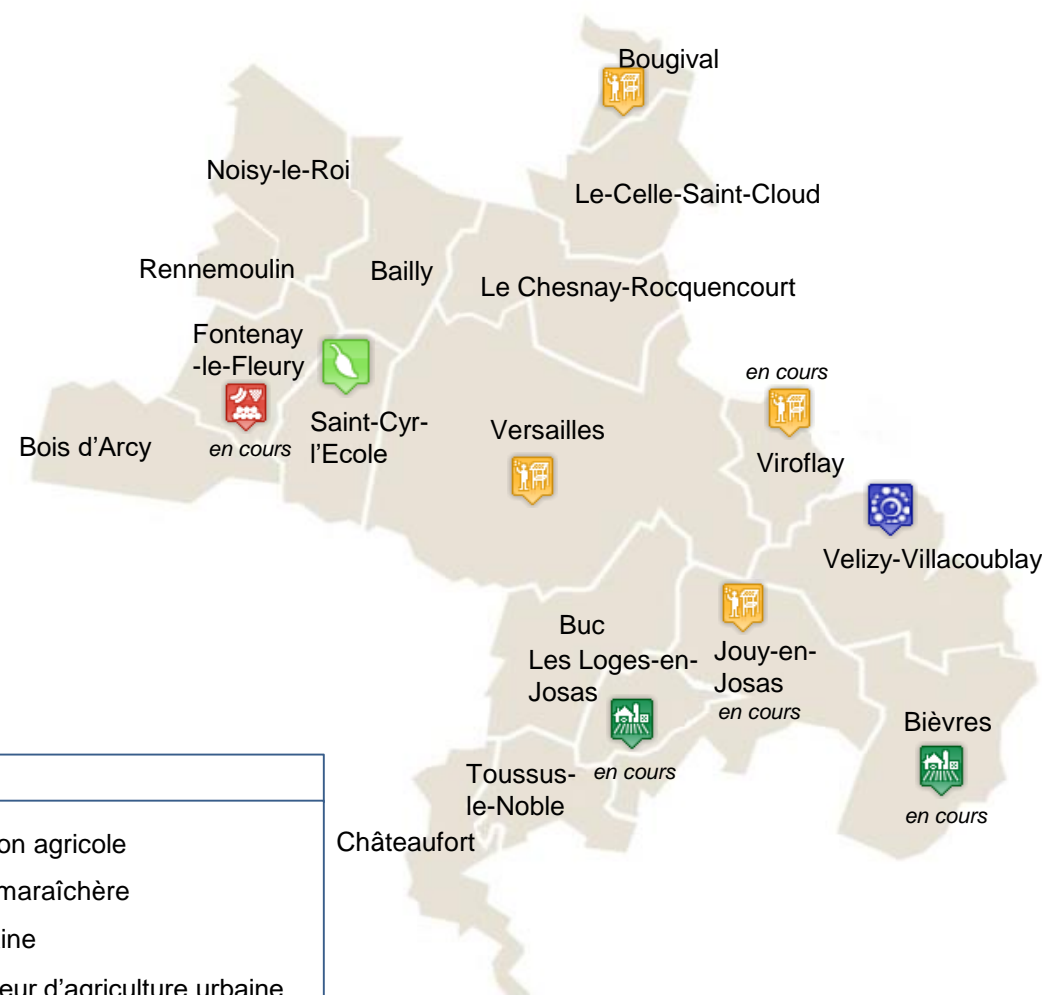 Bougival
Noisy-le-Roi
Le-Celle-Saint-Cloud
Rennemoulin
Bailly
Le Chesnay-Rocquencourt
Fontenay
-le-Fleury
en cours
en cours
Saint-Cyr-
l'Ecole
Bois d'Arcy
Versailles
Viroflay
Velizy-Villacoublay
Buc
Les Loges-en-
Josas
en cours
Jouy-en-
Josas
en cours
Bièvres
en cours
Toussus-
le-Noble
Châteaufort
on agricole
maraîchère
ine
eur d'agriculture urbaine